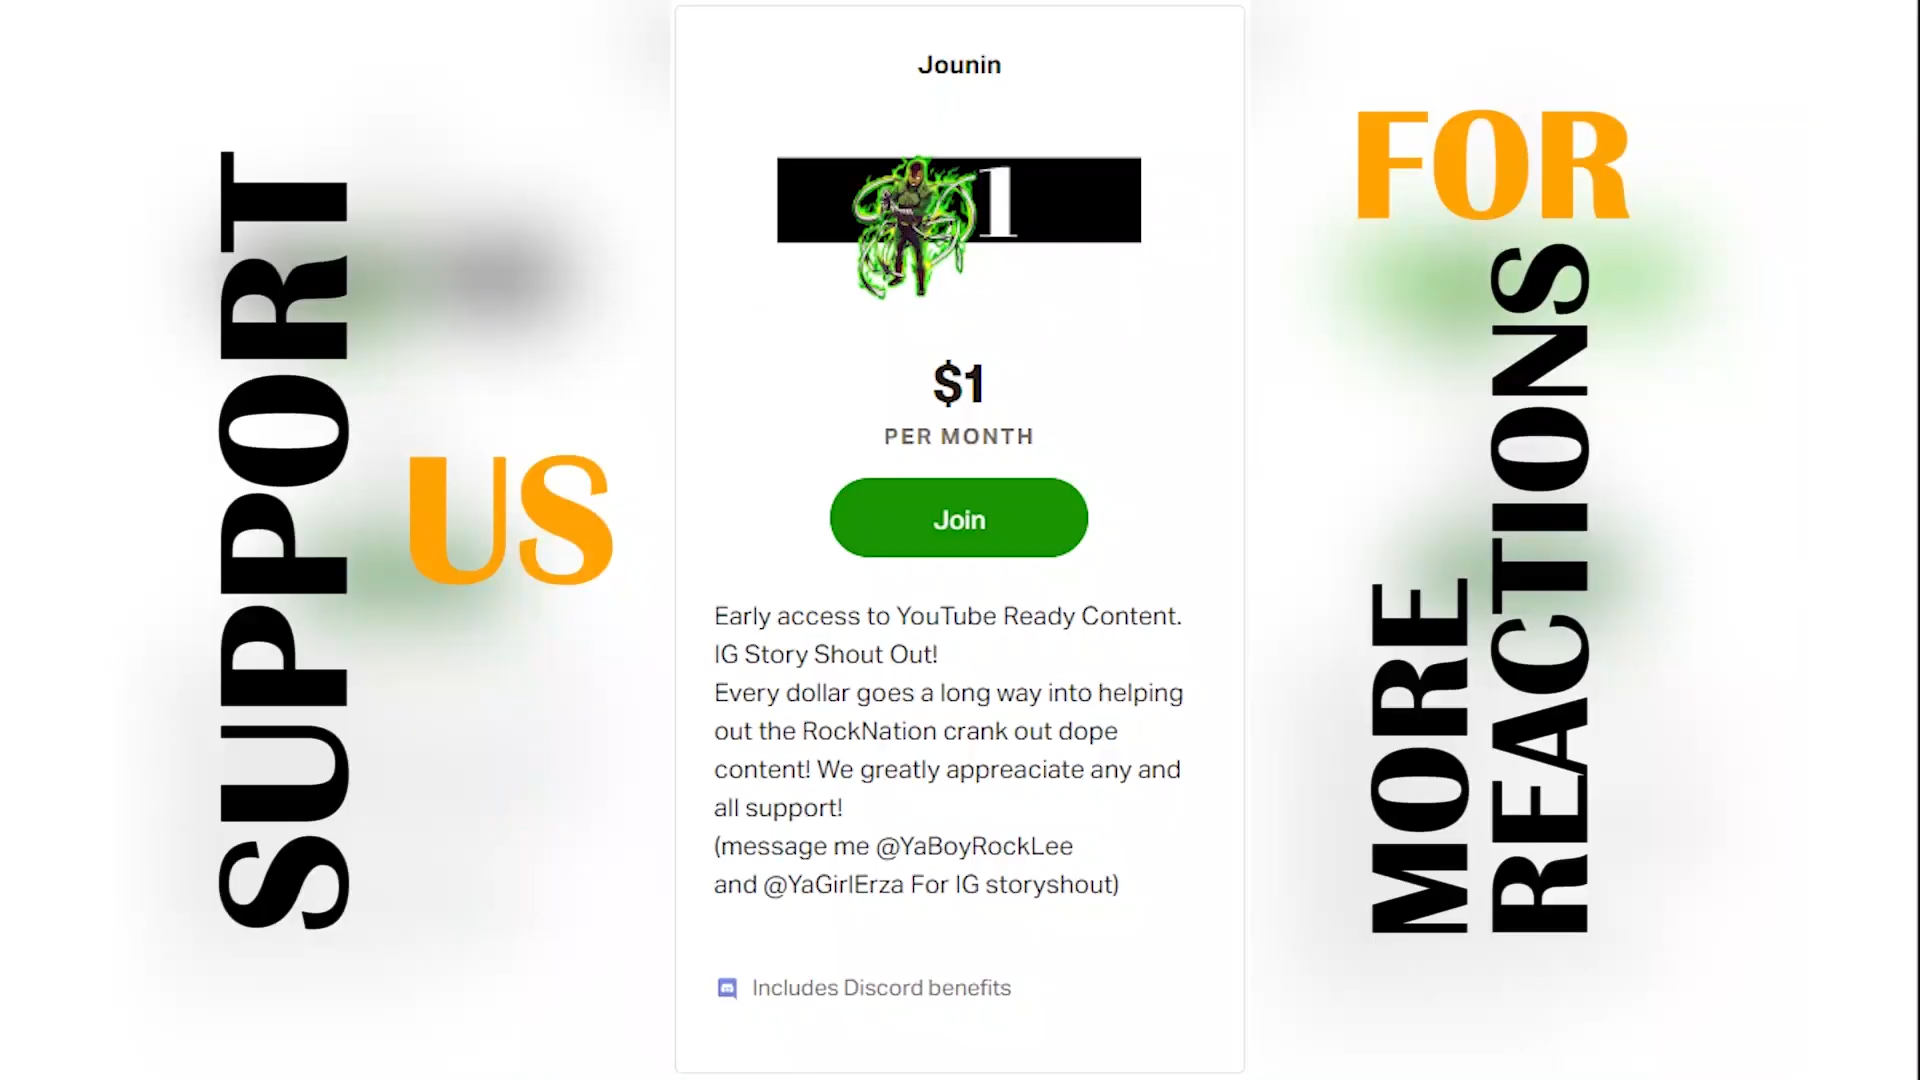 SUPPORT
US
Jounin
1
$1
PER MONTH
Join
Early access to YouTube Ready Content.
IG Story Shout Out!
Every dollar goes a long way into helping
out the RockNation crank out dope
content! We greatly appreaciate any and
all support!
(message me @YaBoyRockLee
and @YaGirlErza For IG storyshout)
Includes Discord benefits
FOR
MORE
REACTIONS